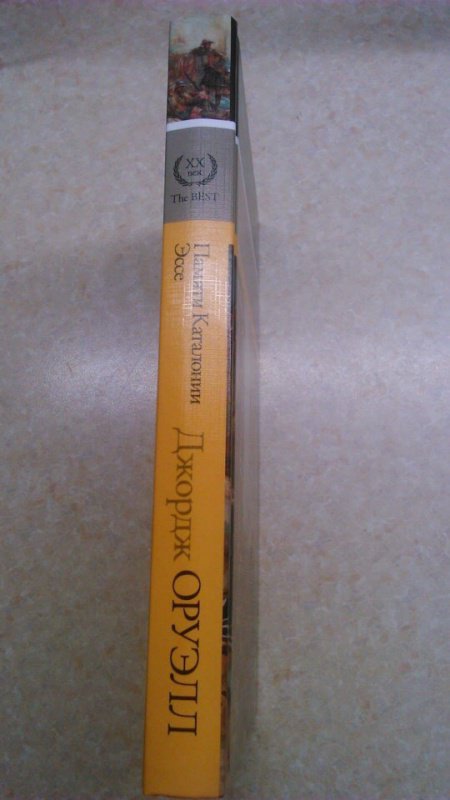 XX
век
The BEST
Памяти Каталонии
Эссе
Джордж ОРУЭЛЛ